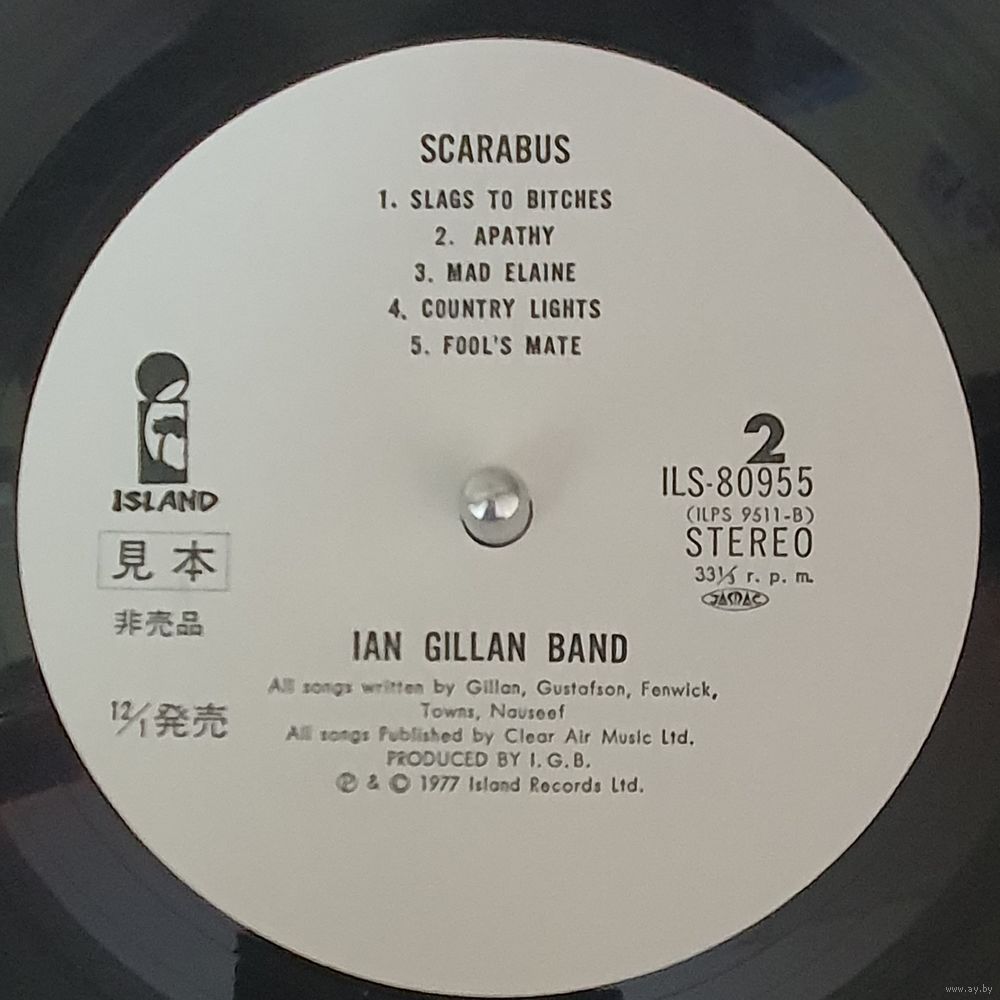 SCARABUS
1. SLAGS TO BITCHES
2. APATHY
3. MAD ELAINE
4. COUNTRY LIGHTS
5. FOOL'S MATE
ISLAND
見本
非売品
12/1発売
2
ILS-80955
(ILPS 9511-B)
STEREO
33⅓ r. p. m.
JASRAC
IAN GILLAN BAND
All songs written by Gillan, Gustafson, Fenwick,
Towns, Nauseef
All songs Published by Clear Air Music Ltd.
PRODUCED BY I. G. B.
Ⓟ & © 1977 Island Records Ltd.
www.ay.by